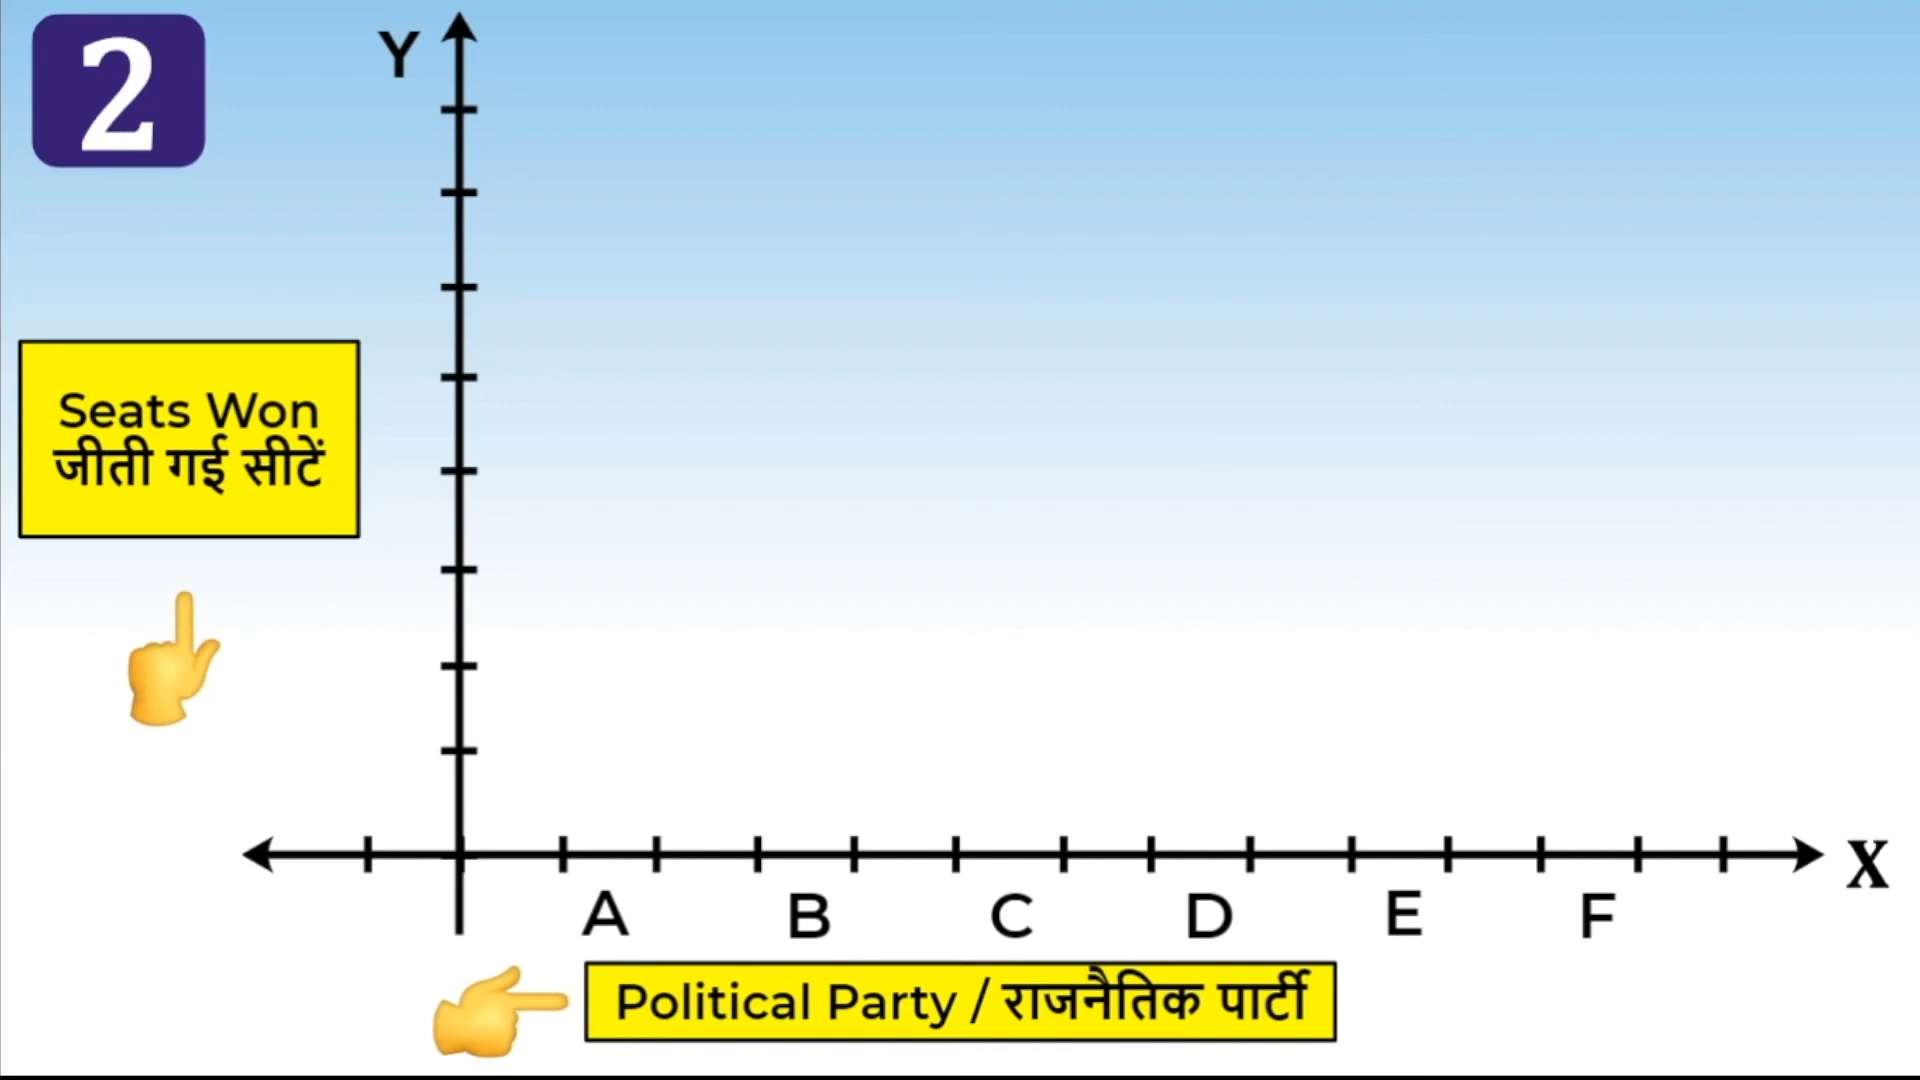 2
Y
Seats Won
जीती गई सीटें
X
A B C D E F
Political Party / राजनैतिक पार्टी